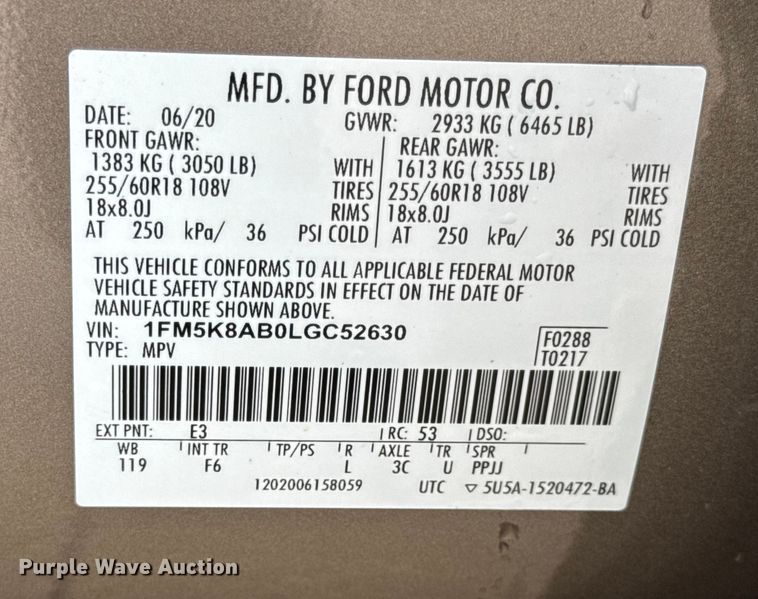 MFD. BY FORD MOTOR CO.
DATE: 06/20 GVWR: 2933 KG ( 6465 LB)
FRONT GAWR: REAR GAWR:
1383 KG ( 3050 LB) WITH 1613 KG ( 3555 LB) WITH
255/60R18 108V TIRES 255/60R18 108V TIRES
18x8.0J RIMS 18x8.0J RIMS
AT 250 kPa/ 36 PSI COLD AT 250 kPa/ 36 PSI COLD
THIS VEHICLE CONFORMS TO ALL APPLICABLE FEDERAL MOTOR
VEHICLE SAFETY STANDARDS IN EFFECT ON THE DATE OF
MANUFACTURE SHOWN ABOVE.
VIN: 1FM5K8AB0LGC52630 F0288
TYPE: MPV T0217
EXT PNT: E3 RC: 53 DSO:
WB INT TR TP/PS R AXLE TR SPR
119 F6 L 3C U PPJJ
1202006158059 UTC ▽ 5U5A-1520472-BA
Purple Wave Auction